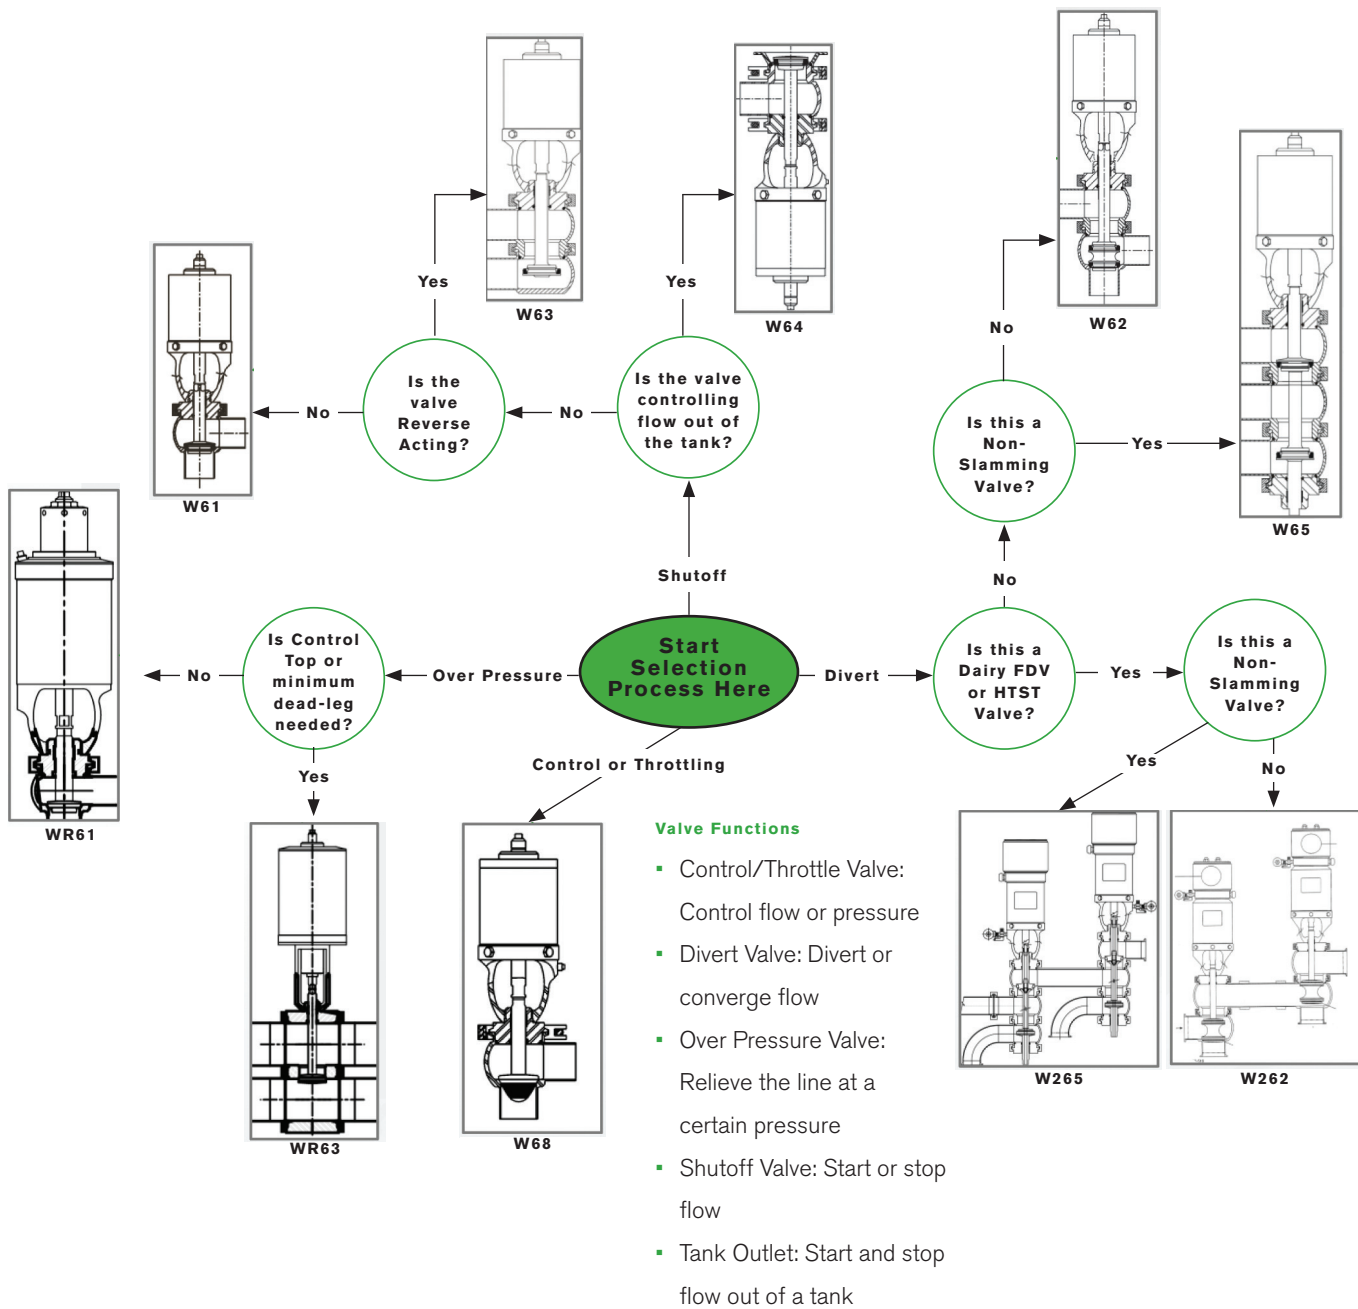 W63
W64
W62
W65
W61
WR61
Yes
Yes
No
Is the
valve
Reverse
Acting?
Is the valve
controlling
flow out of
the tank?
No
No
Is this a
Non-
Slamming
Valve?
Yes
Shutoff
No
Is Control
Top or
minimum
dead-leg
needed?
No
Over Pressure
Start
Selection
Process Here
Divert
Is this a
Dairy FDV
or HTST
Valve?
Yes
Is this a
Non-
Slamming
Valve?
Yes
Control or Throttling
Yes
No
WR63
W68
W265
W262
Valve Functions
▪ Control/Throttle Valve:
Control flow or pressure
▪ Divert Valve: Divert or
converge flow
▪ Over Pressure Valve:
Relieve the line at a
certain pressure
▪ Shutoff Valve: Start or stop
flow
▪ Tank Outlet: Start and stop
flow out of a tank